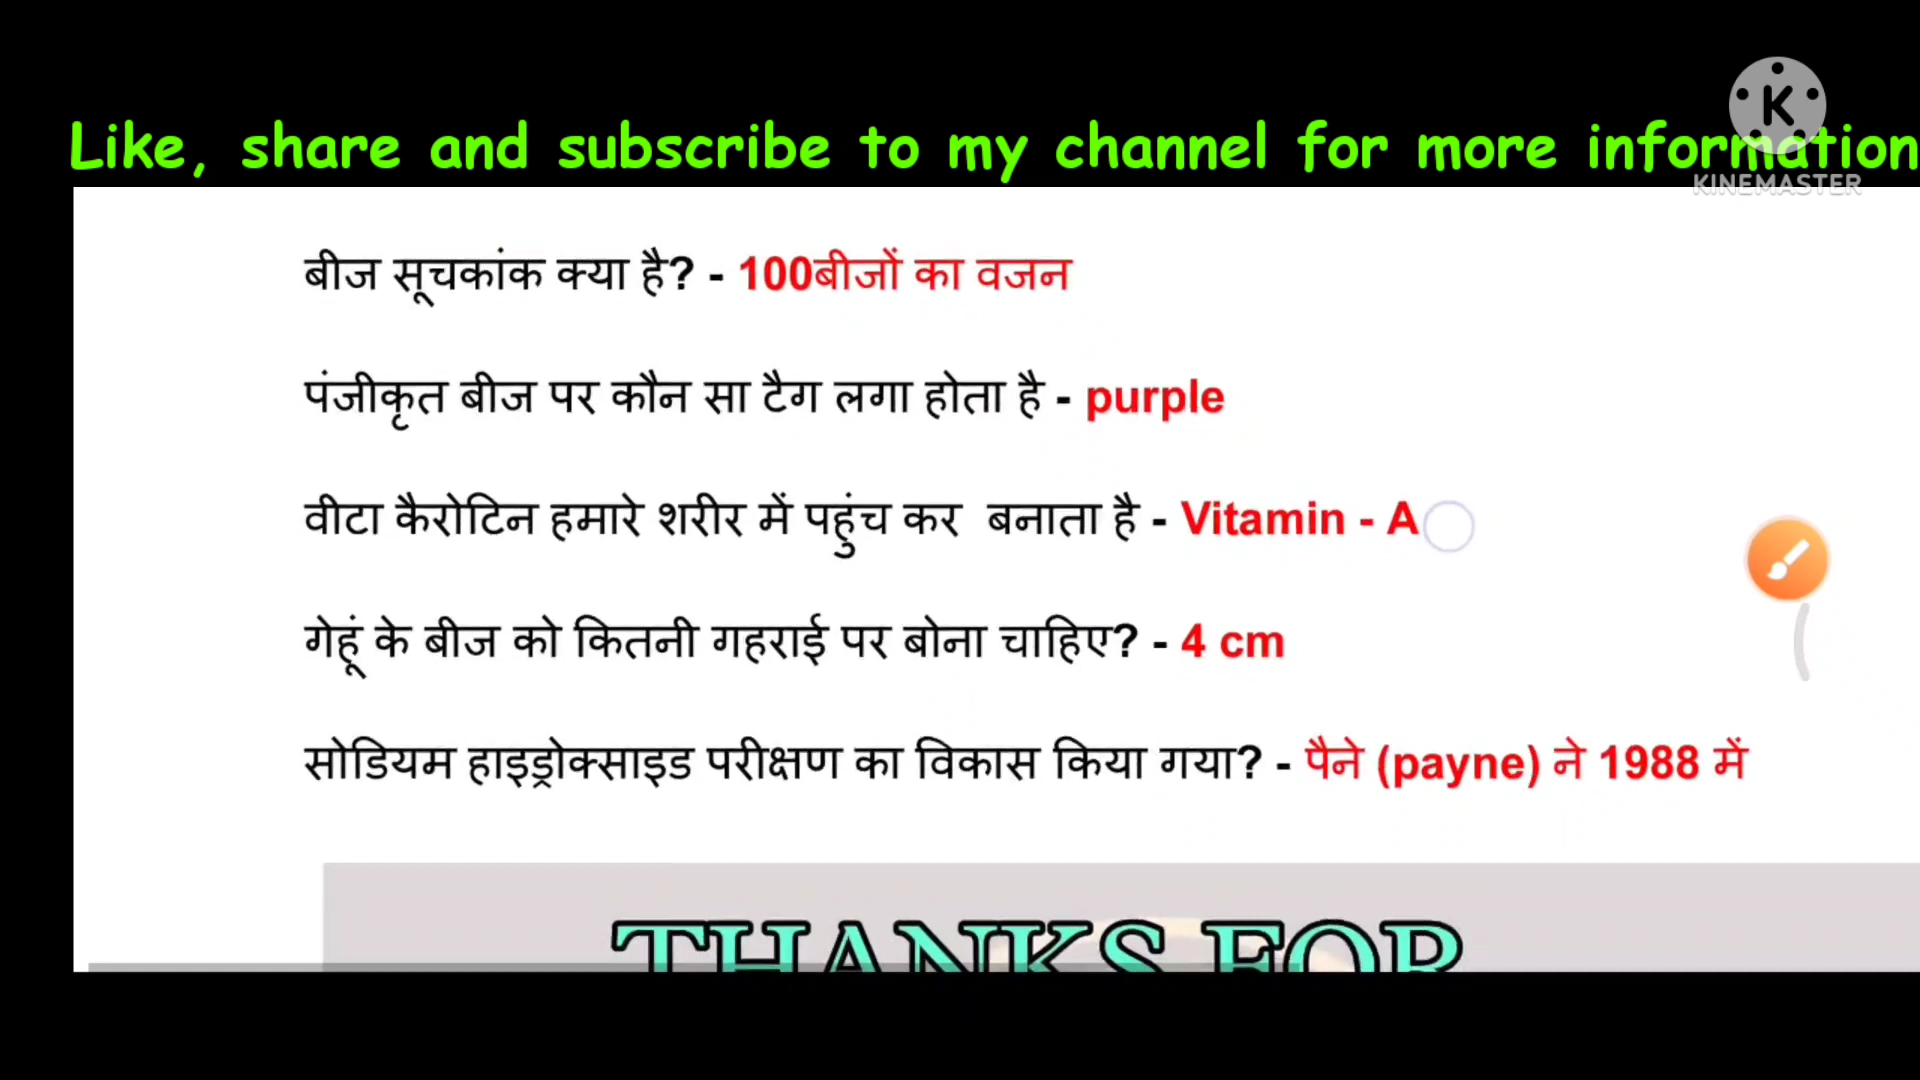 Like, share and subscribe to my channel for more information
KINEMASTER
बीज सूचकांक क्या है? - 100बीजों का वजन
पंजीकृत बीज पर कौन सा टैग लगा होता है - purple
वीटा कैरोटिन हमारे शरीर में पहुंच कर बनाता है - Vitamin - A
गेहूं के बीज को कितनी गहराई पर बोना चाहिए? - 4 cm
सोडियम हाइड्रोक्साइड परीक्षण का विकास किया गया? - पैने (payne) ने 1988 में
THANKS FOR